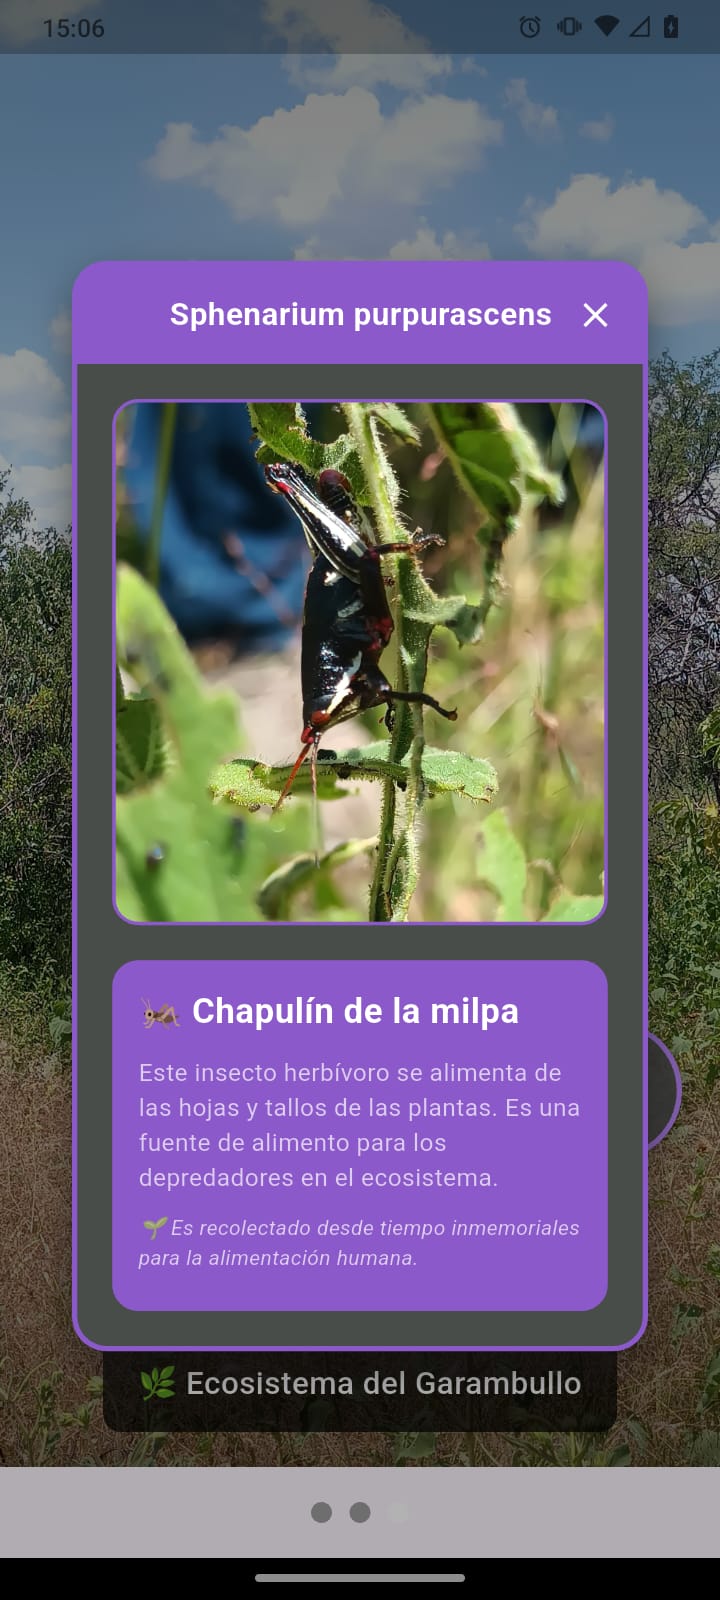 15:06
Sphenarium purpurascens
🦗 Chapulín de la milpa
Este insecto herbívoro se alimenta de
las hojas y tallos de las plantas. Es una
fuente de alimento para los
depredadores en el ecosistema.
🌱 Es recolectado desde tiempo inmemoriales
para la alimentación humana.
🌿 Ecosistema del Garambullo